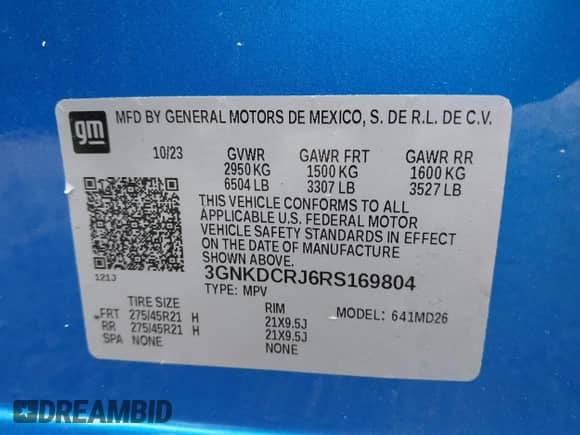 gm
MFD BY GENERAL MOTORS DE MEXICO, S. DE R.L. DE C.V.
10/23 GVWR GAWR FRT GAWR RR
2950 KG 1500 KG 1600 KG
6504 LB 3307 LB 3527 LB
THIS VEHICLE CONFORMS TO ALL
APPLICABLE U.S. FEDERAL MOTOR
VEHICLE SAFETY STANDARDS IN EFFECT
ON THE DATE OF MANUFACTURE
SHOWN ABOVE.
121J
3GNKDCRJ6RS169804
TYPE: MPV
TIRE SIZE RIM MODEL: 641MD26
FRT 275/45R21 H 21X9.5J
RR 275/45R21 H 21X9.5J
SPA NONE NONE
DREAMBID